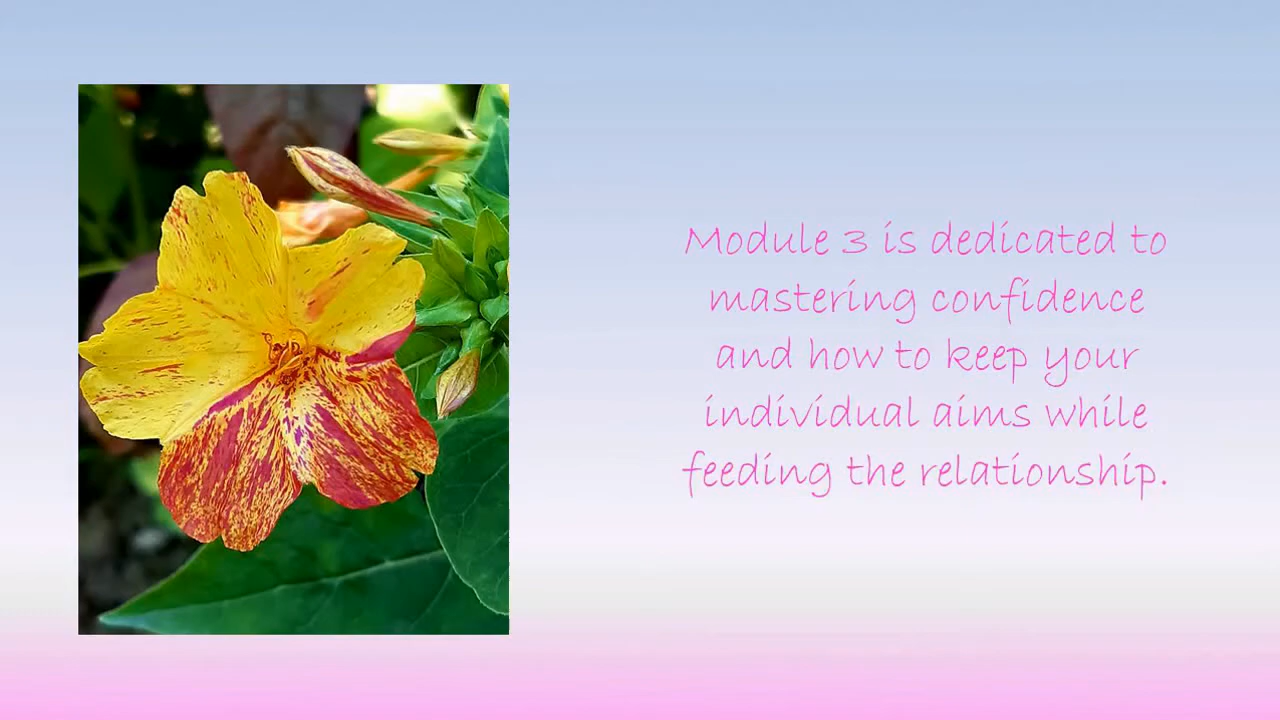 Module 3 is dedicated to
mastering confidence
and how to keep your
individual aims while
feeding the relationship.